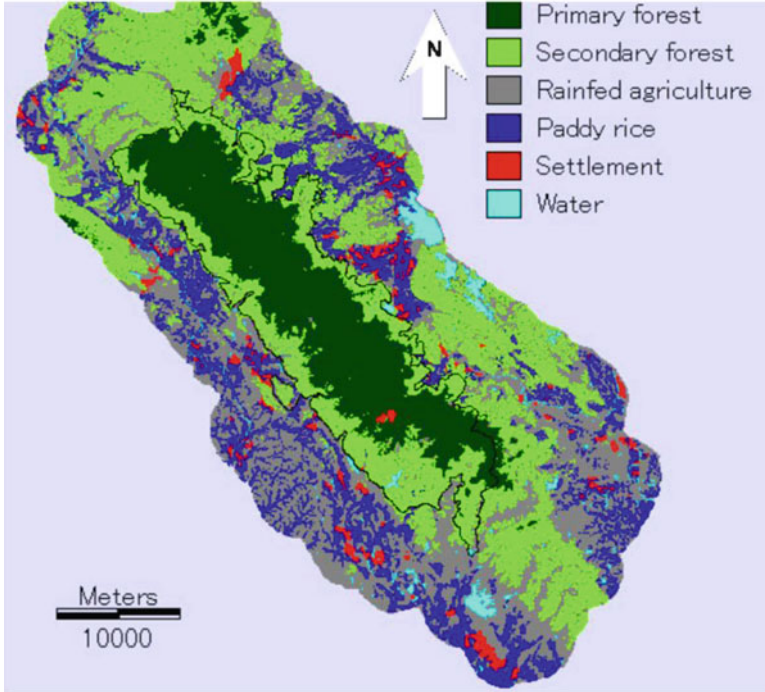 Primary forest
N
Secondary forest
Rainfed agriculture
Paddy rice
Settlement
Water
Meters
10000